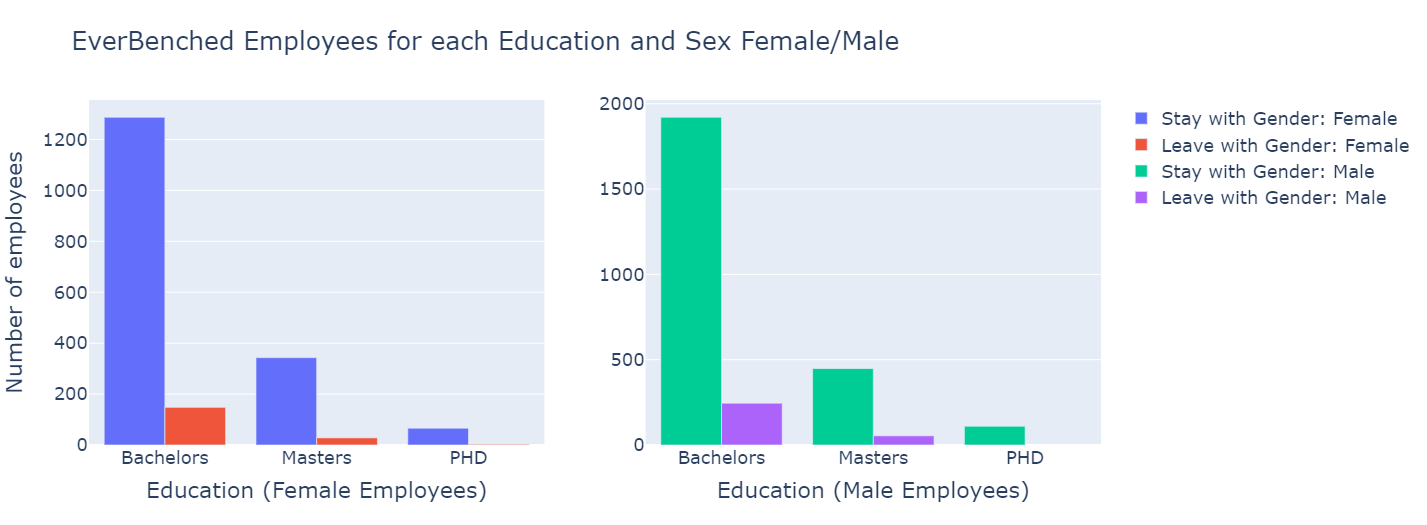 EverBenched Employees for each Education and Sex Female/Male
Number of employees
1200
1000
800
600
400
200
0
Bachelors
Masters
PHD
Education (Female Employees)
2000
1500
1000
500
0
Bachelors
Masters
PHD
Education (Male Employees)
Stay with Gender: Female
Leave with Gender: Female
Stay with Gender: Male
Leave with Gender: Male